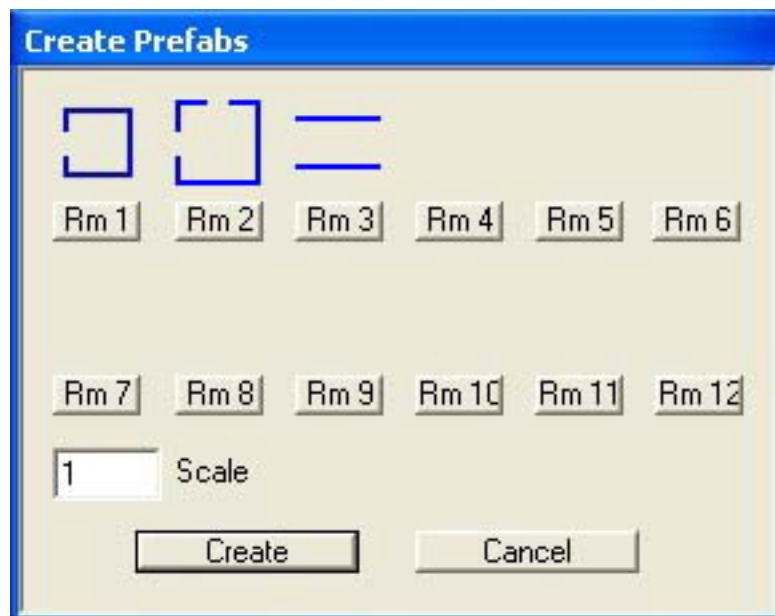 Create Prefabs
Rm 1 Rm 2 Rm 3 Rm 4 Rm 5 Rm 6
Rm 7 Rm 8 Rm 9 Rm 10 Rm 11 Rm 12
1 Scale
Create Cancel